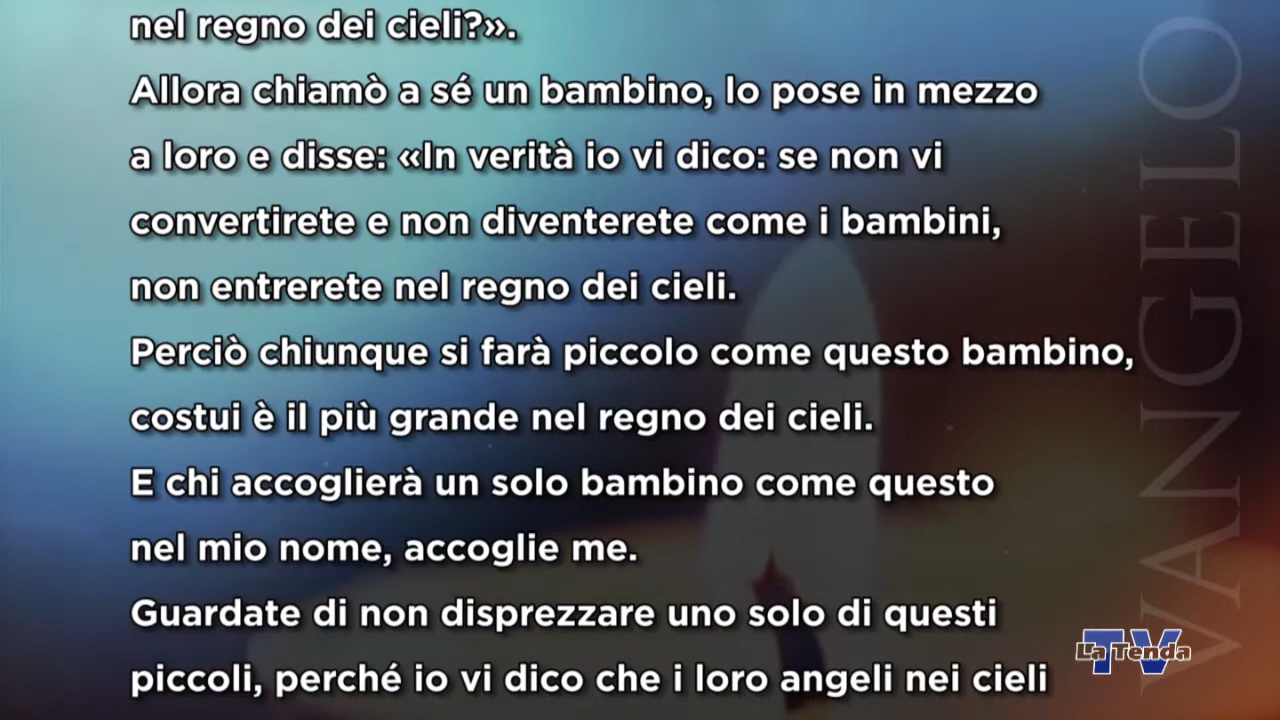 nel regno dei cieli?».
Allora chiamò a sé un bambino, lo pose in mezzo
a loro e disse: «In verità io vi dico: se non vi
convertirete e non diventerete come i bambini,
non entrerete nel regno dei cieli.
Perciò chiunque si farà piccolo come questo bambino,
costui è il più grande nel regno dei cieli.
E chi accoglierà un solo bambino come questo
nel mio nome, accoglie me.
Guardate di non disprezzare uno solo di questi
piccoli, perché io vi dico che i loro angeli nei cieli
VANGELO
La Tenda
TV